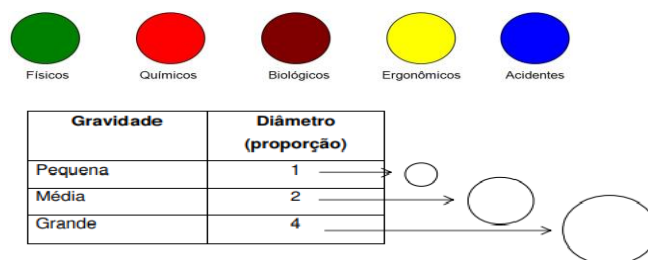 Físicos Químicos Biológicos Ergonômicos Acidentes
Gravidade Diâmetro
(proporção)
Pequena 1
Média 2
Grande 4